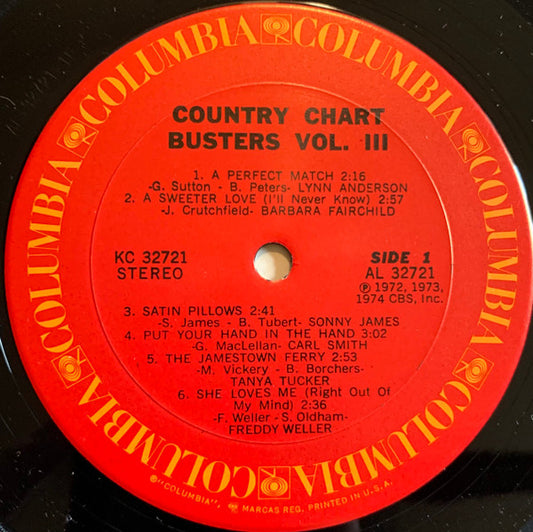 COLUMBIA COLUMBIA COLUMBIA COLUMBIA COLUMBIA COLUMBIA
COUNTRY CHART
BUSTERS VOL. III
1. A PERFECT MATCH 2:16
-G. Sutton - B. Peters- LYNN ANDERSON
2. A SWEETER LOVE (I'll Never Know) 2:57
-J. Crutchfield- BARBARA FAIRCHILD
KC 32721
STEREO
SIDE 1
AL 32721
Ⓟ 1972, 1973,
1974 CBS, Inc.
3. SATIN PILLOWS 2:41
-S. James - B. Tubert- SONNY JAMES
4. PUT YOUR HAND IN THE HAND 3:02
-G. MacLellan- CARL SMITH
5. THE JAMESTOWN FERRY 2:53
-M. Vickery - B. Borchers-
TANYA TUCKER
6. SHE LOVES ME (Right Out Of
My Mind) 2:36
-F. Weller -S. Oldham-
FREDDY WELLER
®"COLUMBIA", MARCAS REG. PRINTED IN U.S.A.